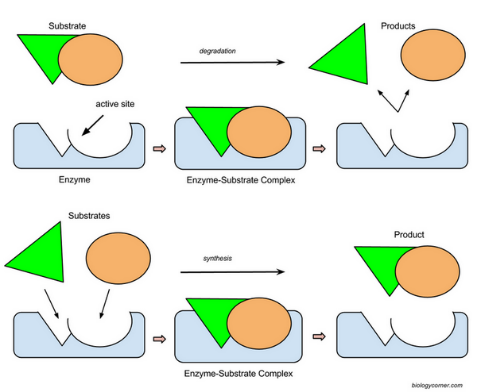 Substrate
Products
degradation
active site
Enzyme
Enzyme-Substrate Complex
Substrates
Product
synthesis
Enzyme-Substrate Complex
biologycorner.com